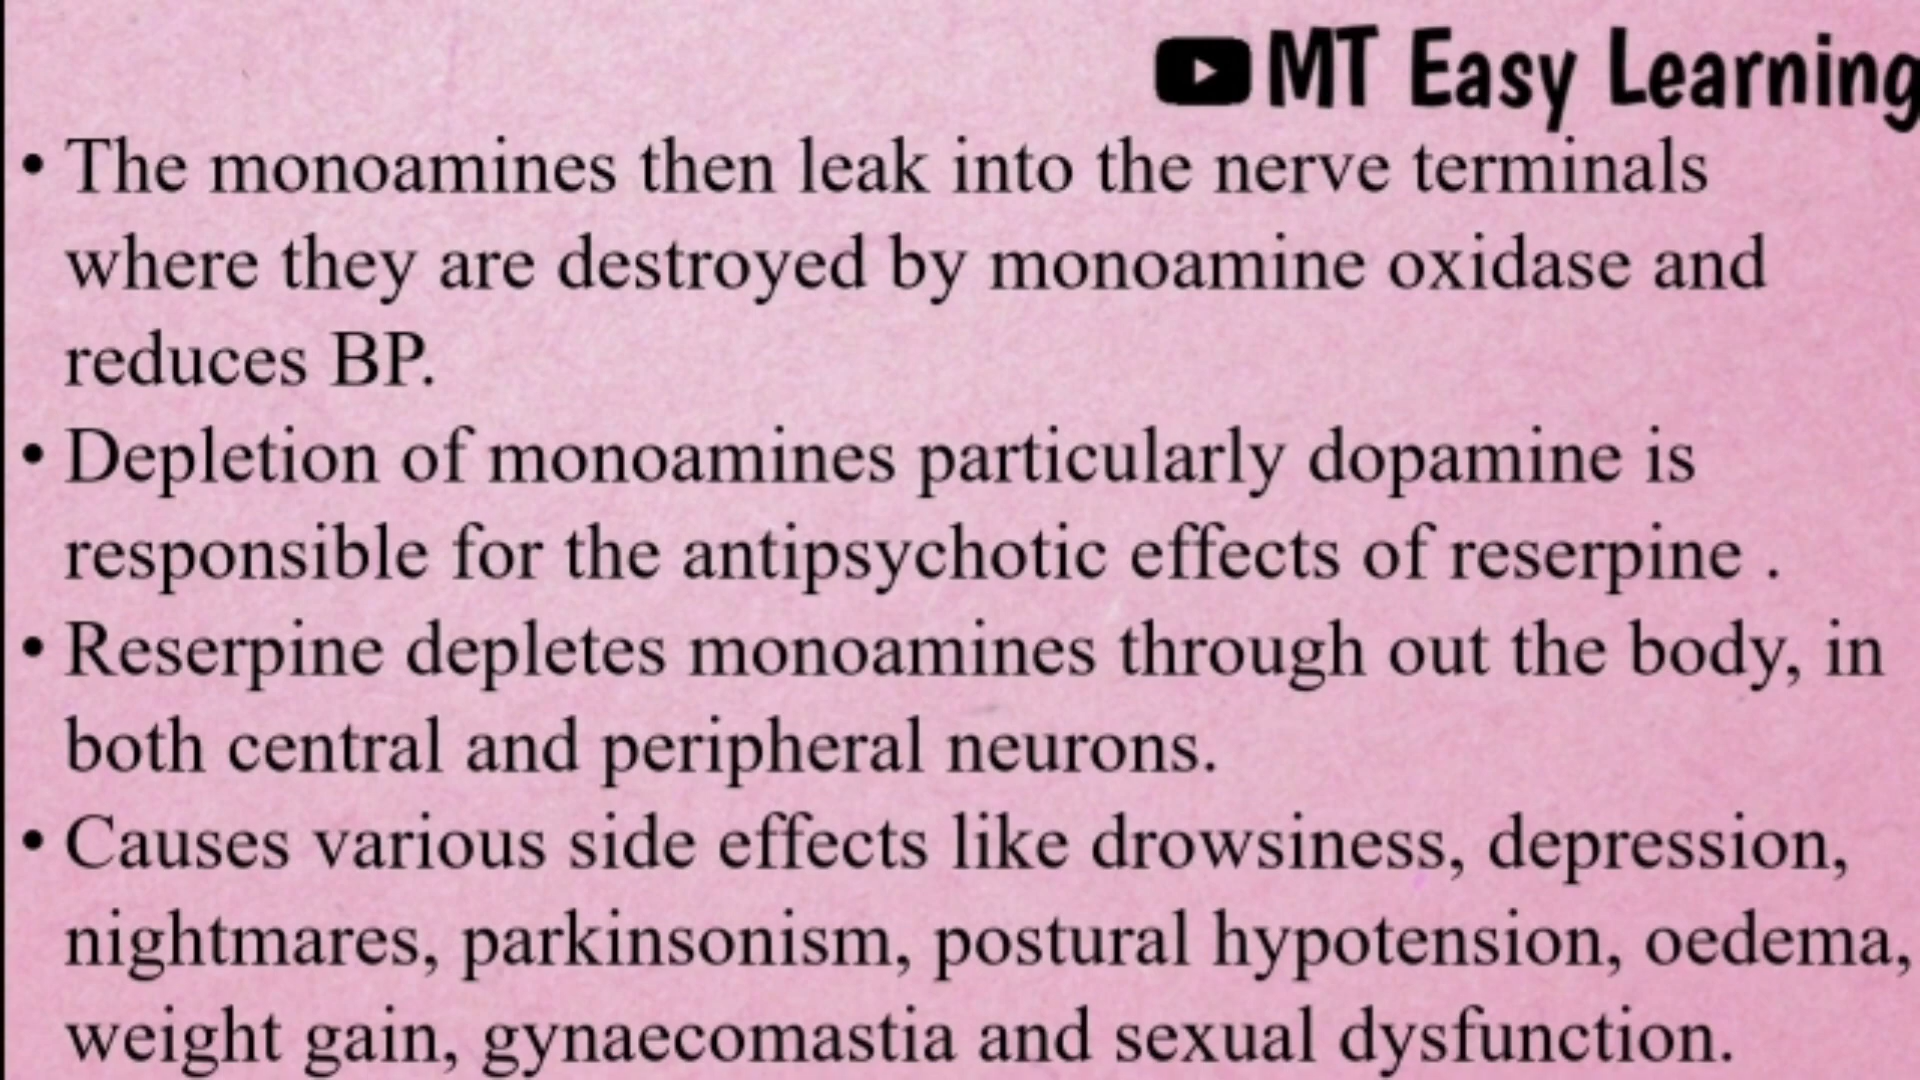 MT Easy Learning
• The monoamines then leak into the nerve terminals
where they are destroyed by monoamine oxidase and
reduces BP.
• Depletion of monoamines particularly dopamine is
responsible for the antipsychotic effects of reserpine .
• Reserpine depletes monoamines through out the body, in
both central and peripheral neurons.
• Causes various side effects like drowsiness, depression,
nightmares, parkinsonism, postural hypotension, oedema,
weight gain, gynaecomastia and sexual dysfunction.